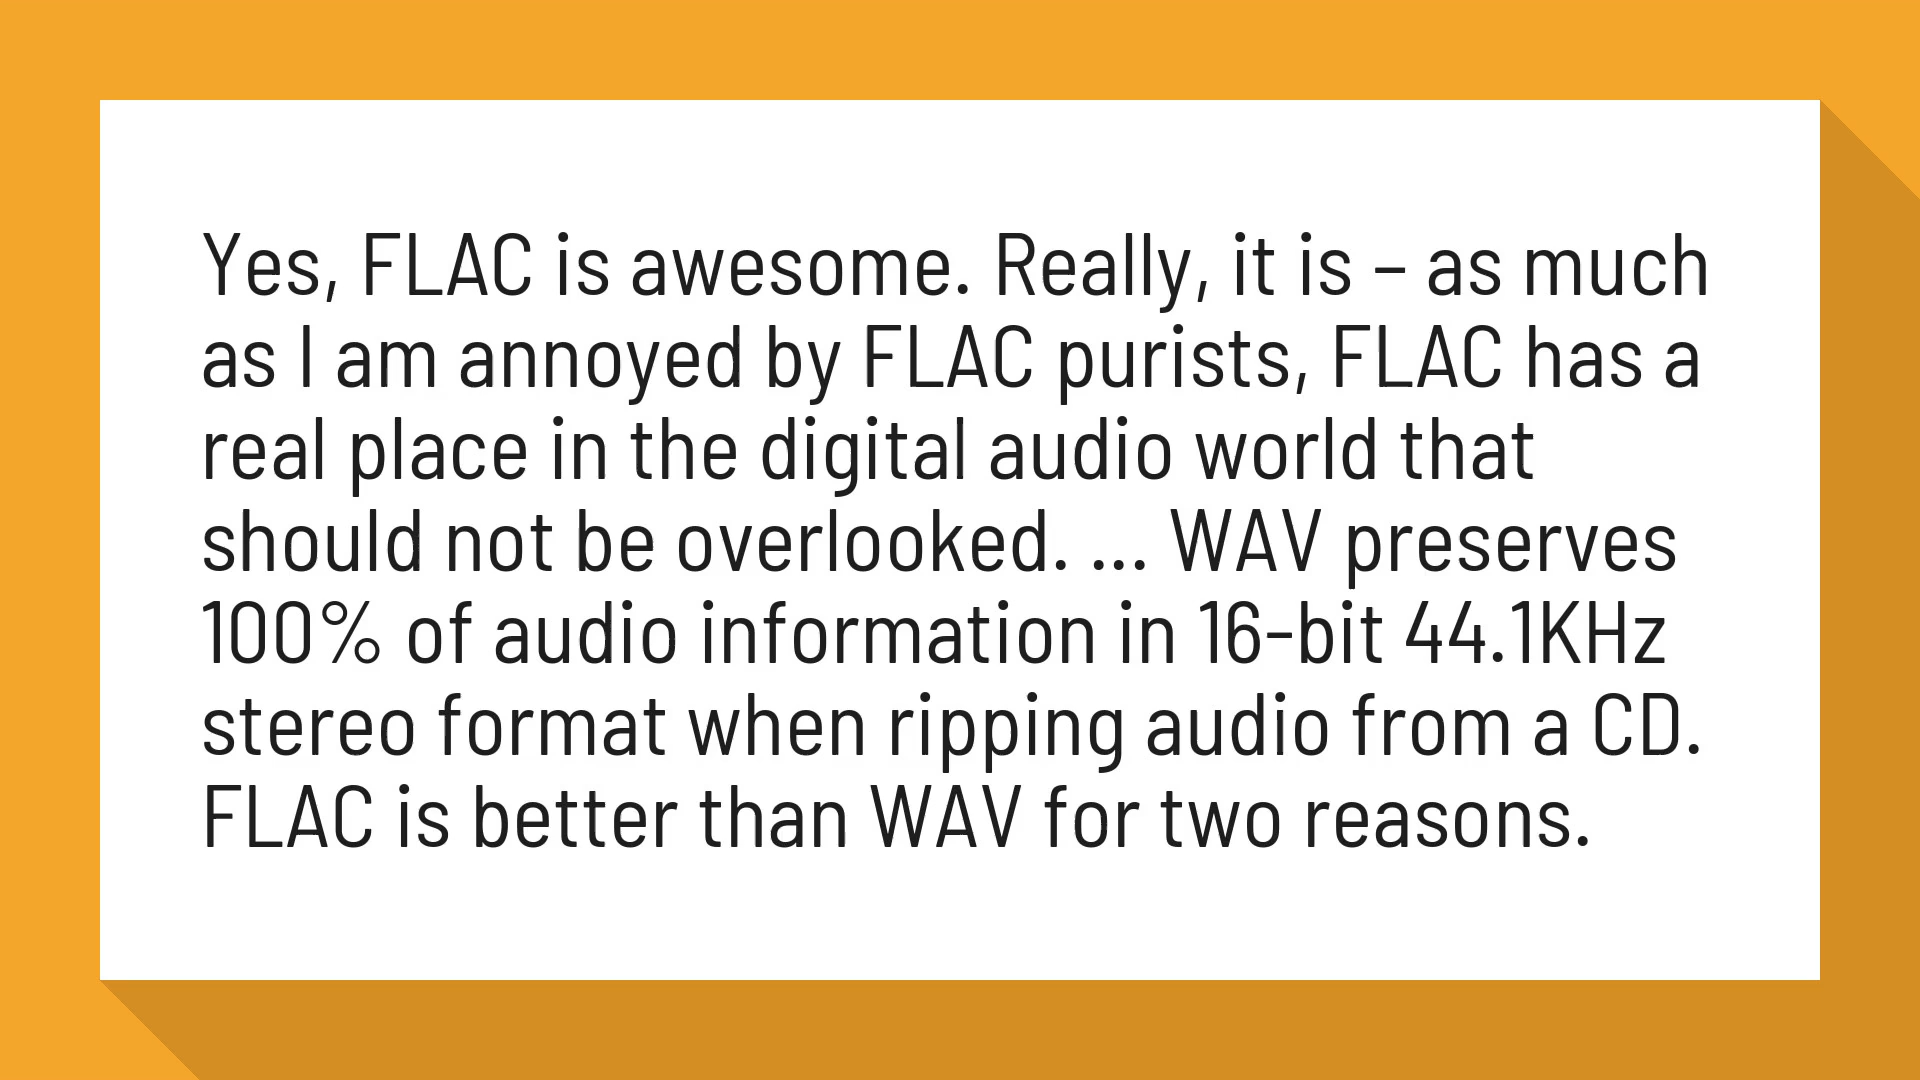 Yes, FLAC is awesome. Really, it is – as much
as I am annoyed by FLAC purists, FLAC has a
real place in the digital audio world that
should not be overlooked. ... WAV preserves
100% of audio information in 16-bit 44.1KHz
stereo format when ripping audio from a CD.
FLAC is better than WAV for two reasons.